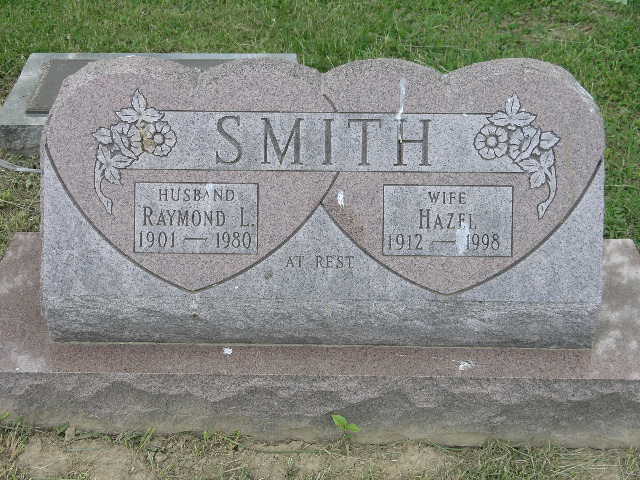 SMITH
HUSBAND
RAYMOND L.
1901 — 1980
WIFE
HAZEL
1912 — 1998
AT REST